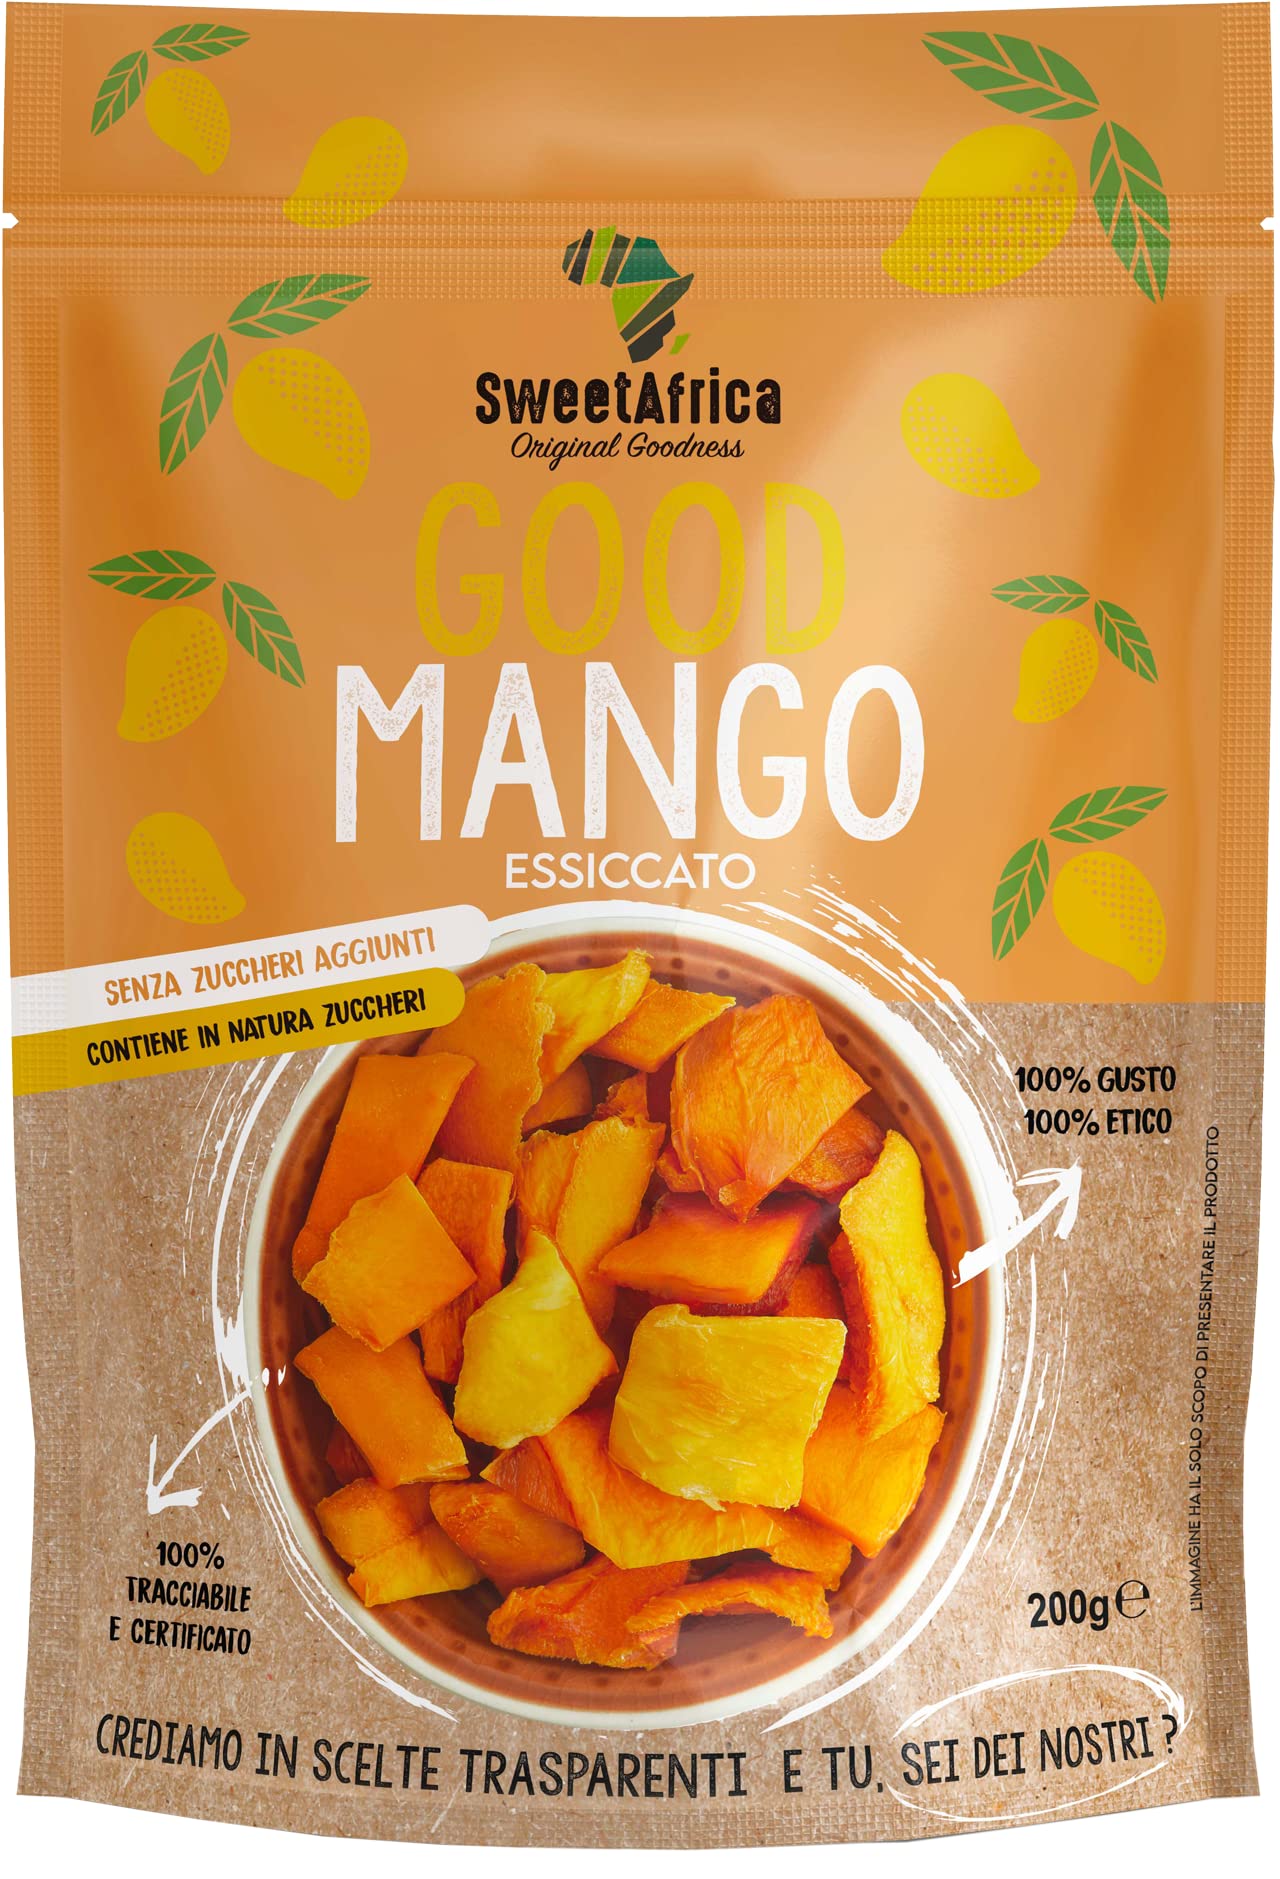 SweetAfrica
Original Goodness
GOOD
MANGO
ESSICCATO
SENZA ZUCCHERI AGGIUNTI
CONTIENE IN NATURA ZUCCHERI
100% GUSTO
100% ETICO
L'IMMAGINE HA IL SOLO SCOPO DI PRESENTARE IL PRODOTTO
100%
TRACCIABILE
E CERTIFICATO
200g ℮
CREDIAMO IN SCELTE TRASPARENTI E TU, SEI DEI NOSTRI?